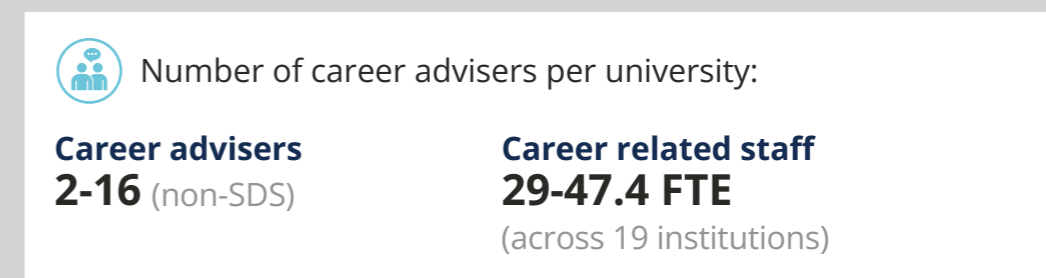 Number of career advisers per university:
Career advisers
2-16 (non-SDS)
Career related staff
29-47.4 FTE
(across 19 institutions)